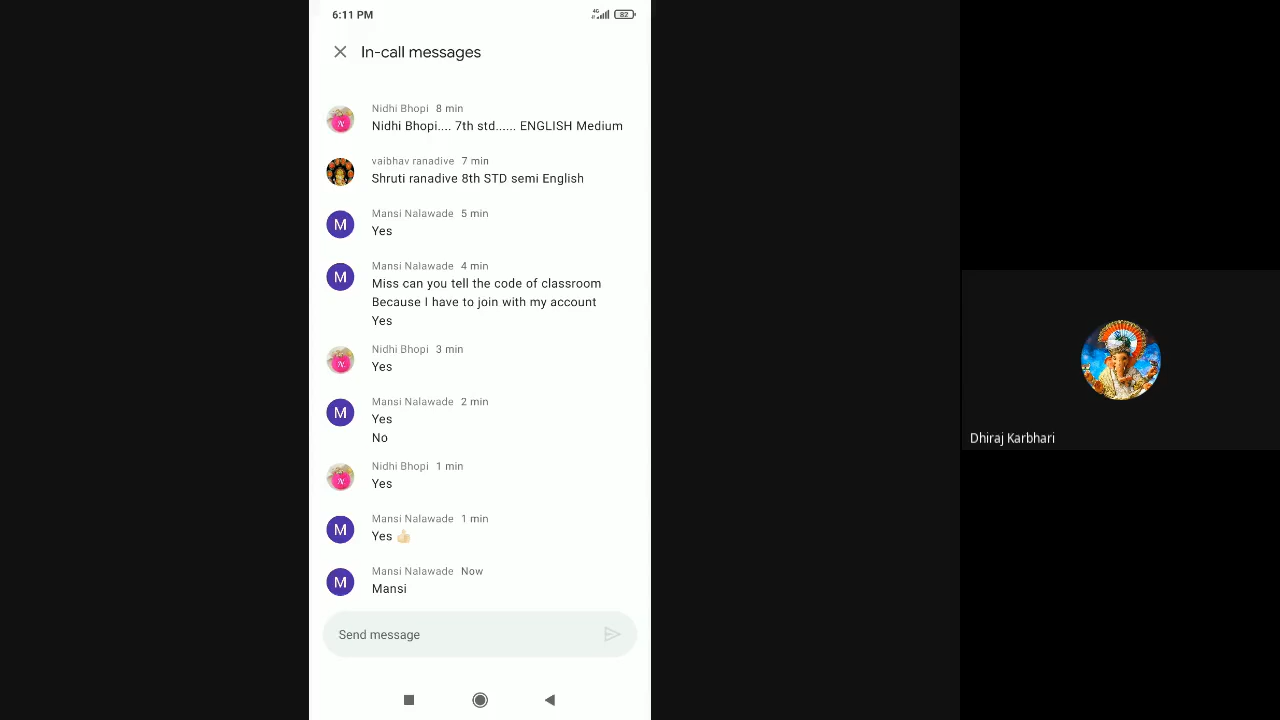 6:11 PM
4G
82
In-call messages
Nidhi Bhopi 8 min
Nidhi Bhopi.... 7th std...... ENGLISH Medium
vaibhav ranadive 7 min
Shruti ranadive 8th STD semi English
M
Mansi Nalawade 5 min
Yes
M
Mansi Nalawade 4 min
Miss can you tell the code of classroom
Because I have to join with my account
Yes
Nidhi Bhopi 3 min
Yes
M
Mansi Nalawade 2 min
Yes
No
Nidhi Bhopi 1 min
Yes
M
Mansi Nalawade 1 min
Yes 👍🏻
M
Mansi Nalawade Now
Mansi
Send message
Dhiraj Karbhari